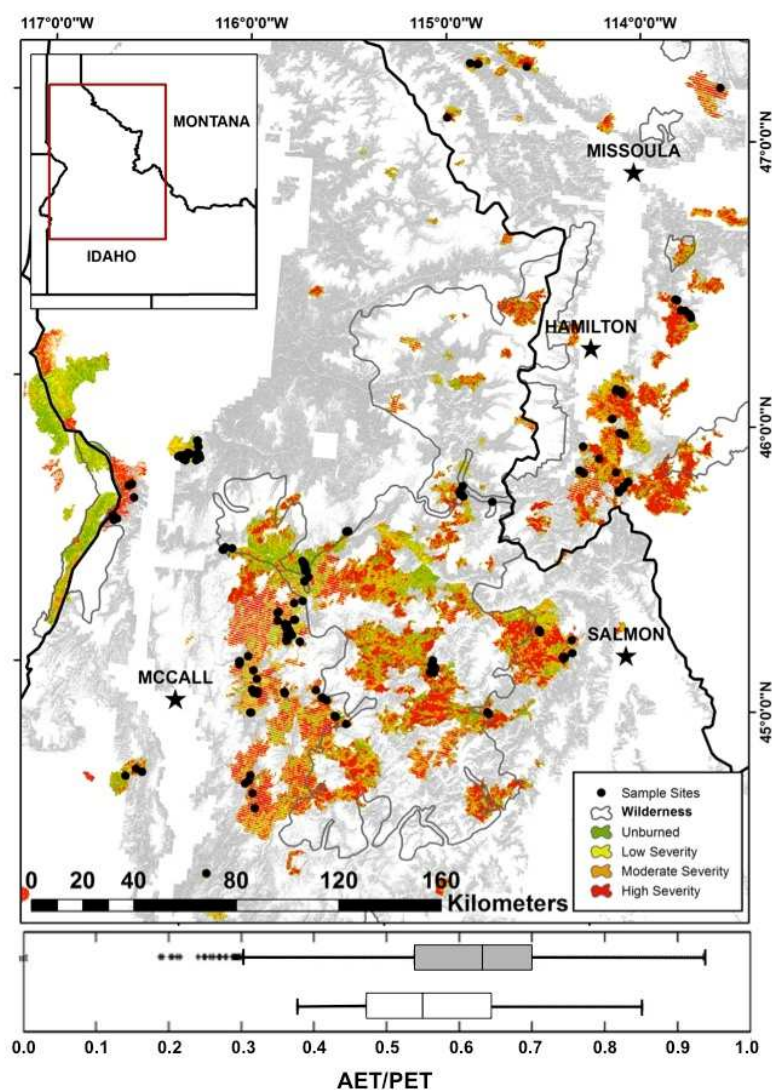 117°0'0"W 116°0'0"W 115°0'0"W 114°0'0"W
MONTANA
IDAHO
47°0'0"N
MISSOULA
HAMILTON
46°0'0"N
SALMON
MCCALL
45°0'0"N
Sample Sites
Wilderness
Unburned
Low Severity
Moderate Severity
High Severity
0 20 40 80 120 160
Kilometers
0.0 0.1 0.2 0.3 0.4 0.5 0.6 0.7 0.8 0.9 1.0
AET/PET